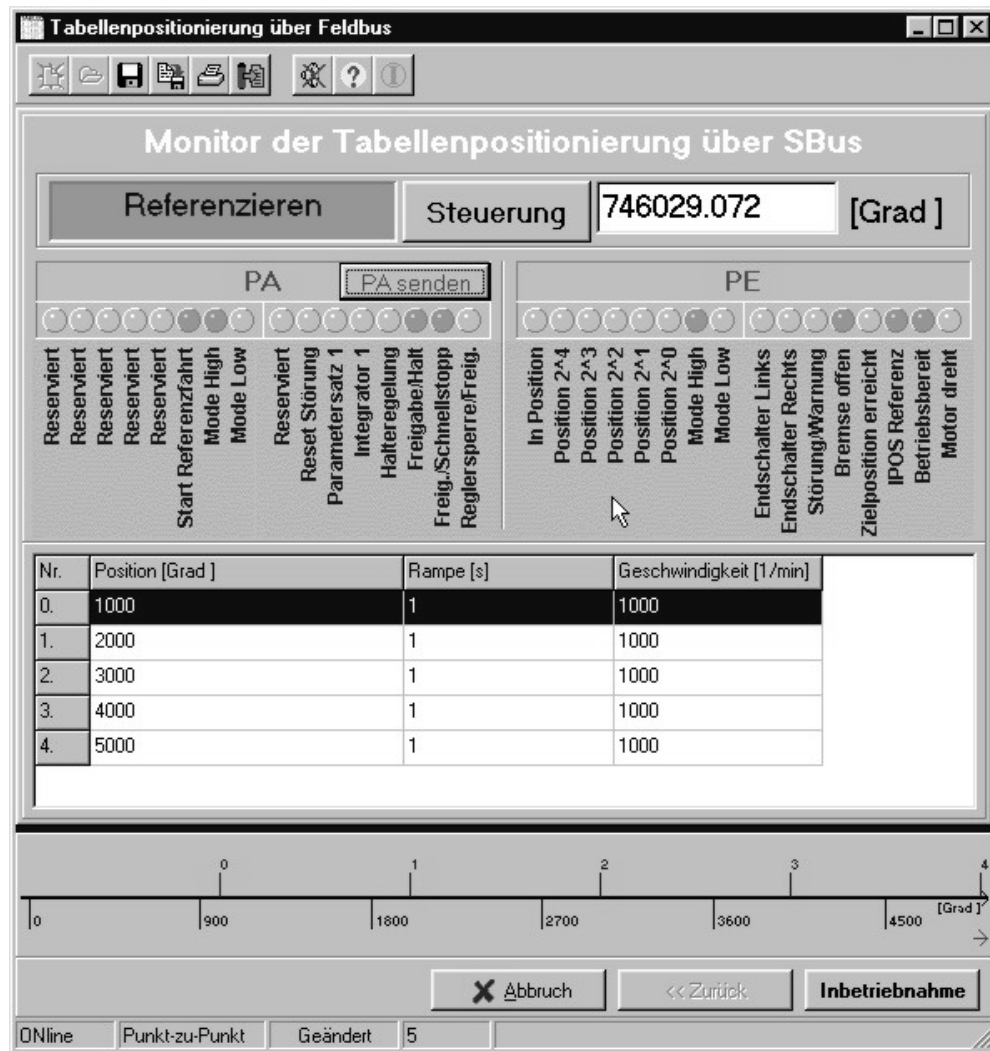 Tabellenpositionierung über Feldbus
Monitor der Tabellenpositionierung über SBus
Referenzieren
Steuerung
746029.072
[Grad ]
PA
PA senden
PE
Reserviert
Reserviert
Reserviert
Reserviert
Reserviert
Start Referenzfahrt
Mode High
Mode Low
Reserviert
Reset Störung
Parametersatz 1
Integrator 1
Halteregelung
Freigabe/Halt
Freig./Schnellstopp
Reglersperre/Freig.
In Position
Position 2^4
Position 2^3
Position 2^2
Position 2^1
Position 2^0
Mode High
Mode Low
Endschalter Links
Endschalter Rechts
Störung/Warnung
Bremse offen
Zielposition erreicht
IPOS Referenz
Betriebsbereit
Motor dreht
Nr. Position [Grad ] Rampe [s] Geschwindigkeit [1/min]
0. 1000 1 1000
1. 2000 1 1000
2. 3000 1 1000
3. 4000 1 1000
4. 5000 1 1000
0 1 2 3 4
0 900 1800 2700 3600 4500 [Grad ]
Abbruch
<< Zurück
Inbetriebnahme
ONline Punkt-zu-Punkt Geändert 5